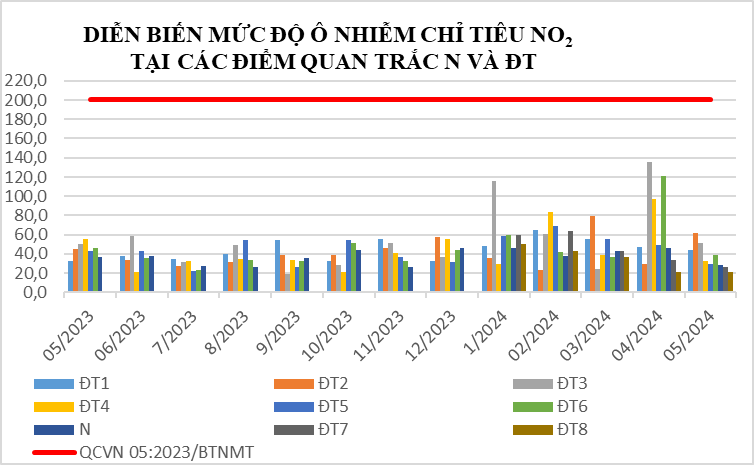 DIỄN BIẾN MỨC ĐỘ Ô NHIỄM CHỈ TIÊU NO₂
TẠI CÁC ĐIỂM QUAN TRẮC N VÀ ĐT
220,0
200,0
180,0
160,0
140,0
120,0
100,0
80,0
60,0
40,0
20,0
0,0
05/2023 06/2023 7/2023 8/2023 9/2023 10/2023 11/2023 12/2023 1/2024 02/2024 03/2024 04/2024 05/2024
ĐT1 ĐT2 ĐT3
ĐT4 ĐT5 ĐT6
N ĐT7 ĐT8
QCVN 05:2023/BTNMT